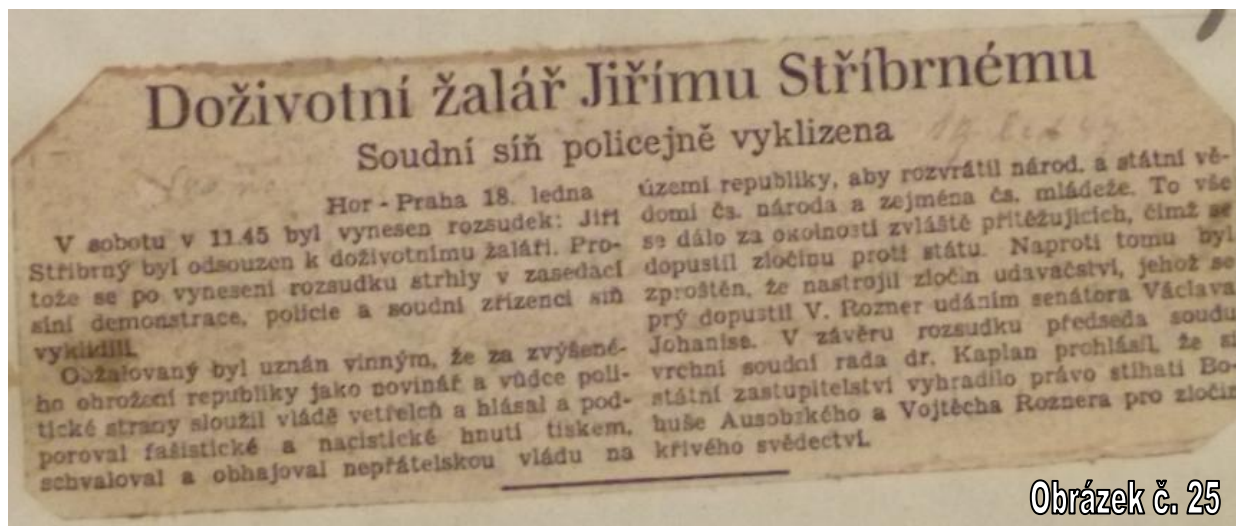 Doživotní žalář Jiřímu Stříbrnému
Soudní síň policejně vyklizena
Hor - Praha 18. ledna
V sobotu v 11.45 byl vynesen rozsudek: Jiří
Stříbrný byl odsouzen k doživotnímu žaláři. Pro-
tože se po vynesení rozsudku strhly v zasedací
síni demonstrace, policie a soudní zřízenci síň
vyklidili.
Obžalovaný byl uznán vinným, že za zvýšené-
ho ohrožení republiky jako novinář a vůdce poli-
tické strany sloužil vládě vetřelců a hlásal a pod-
poroval fašistické a nacistické hnutí tiskem,
schvaloval a obhajoval nepřátelskou vládu na
území republiky, aby rozvrátil národ. a státní vě-
domí čs. národa a zejména čs. mládeže. To vše
se dálo za okolností zvláště přitěžujících, čímž se
dopustil zločinu proti státu. Naproti tomu byl
zproštěn, že nastrojil zločin udavačství, jehož se
prý dopustil V. Rozner udáním senátora Václava
Johanise. V závěru rozsudku předseda soudu
vrchní soudní rada dr. Kaplan prohlásil, že si
státní zastupitelství vyhradilo právo stíhati Bo-
huše Ausobzkého a Vojtěcha Roznera pro zločin
křivého svědectví.
Obrázek č. 25